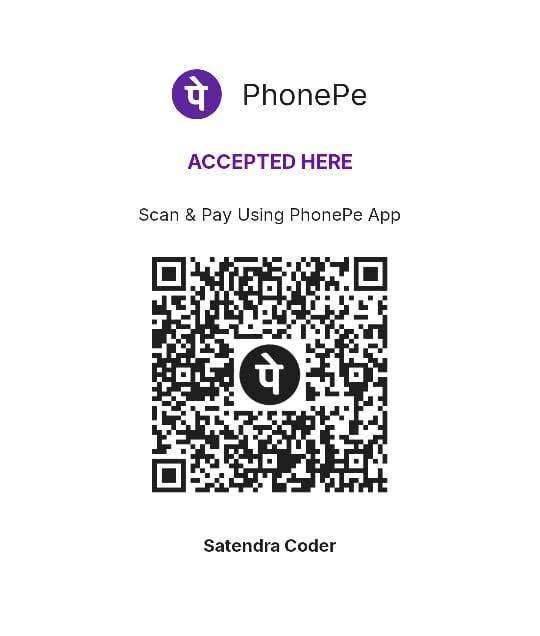 पे PhonePe
ACCEPTED HERE
Scan & Pay Using PhonePe App
पे
Satendra Coder